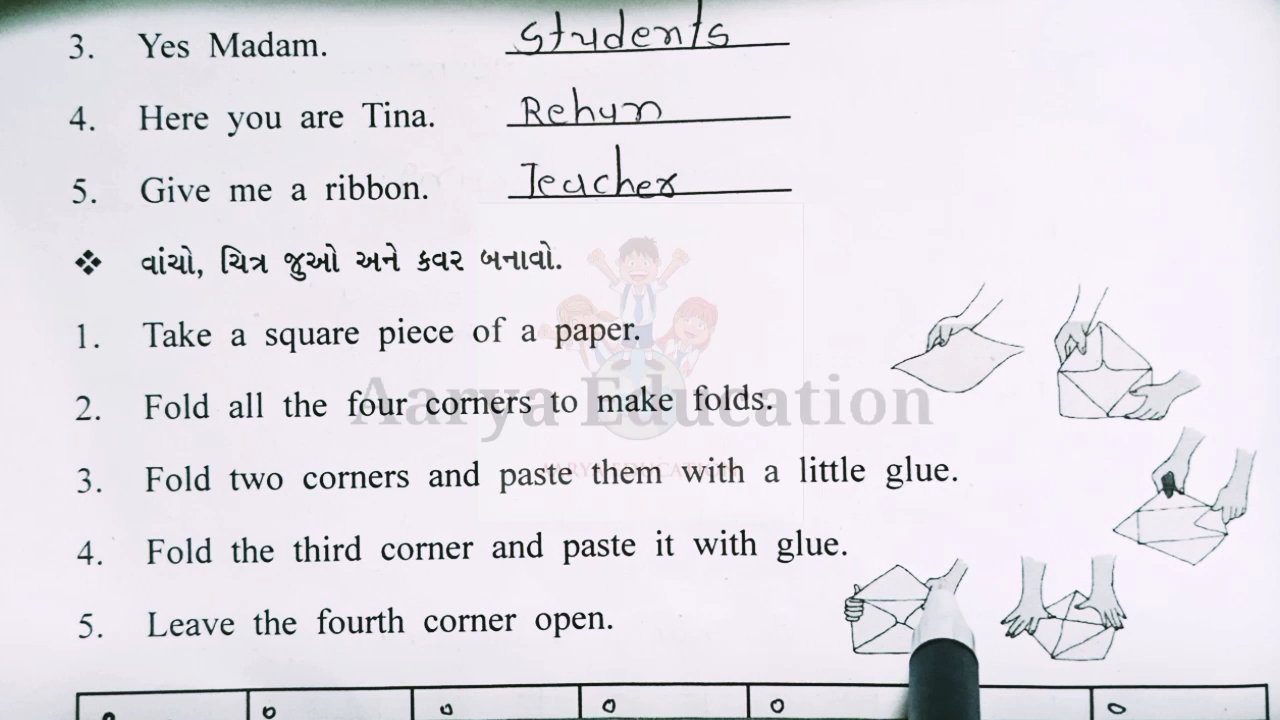 3. Yes Madam. Students
4. Here you are Tina. Rehun
5. Give me a ribbon. Teacher
❖ વાંચો, ચિત્ર જુઓ અને કવર બનાવો.
1. Take a square piece of a paper.
2. Fold all the four corners to make folds.
Aarya Education
3. Fold two corners and paste them with a little glue.
4. Fold the third corner and paste it with glue.
5. Leave the fourth corner open.